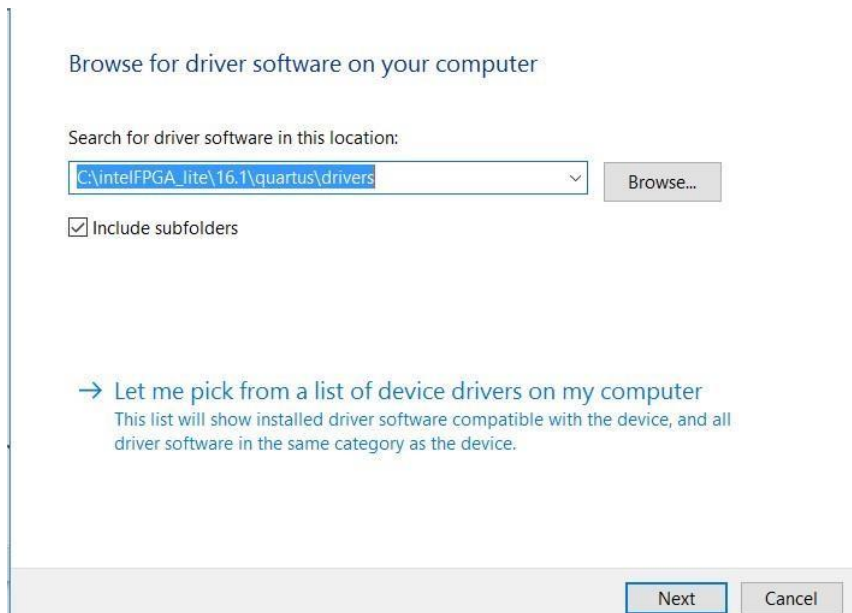 Browse for driver software on your computer
Search for driver software in this location:
C:\intelFPGA_lite\16.1\quartus\drivers
Browse...
Include subfolders
Let me pick from a list of device drivers on my computer
This list will show installed driver software compatible with the device, and all
driver software in the same category as the device.
Next
Cancel